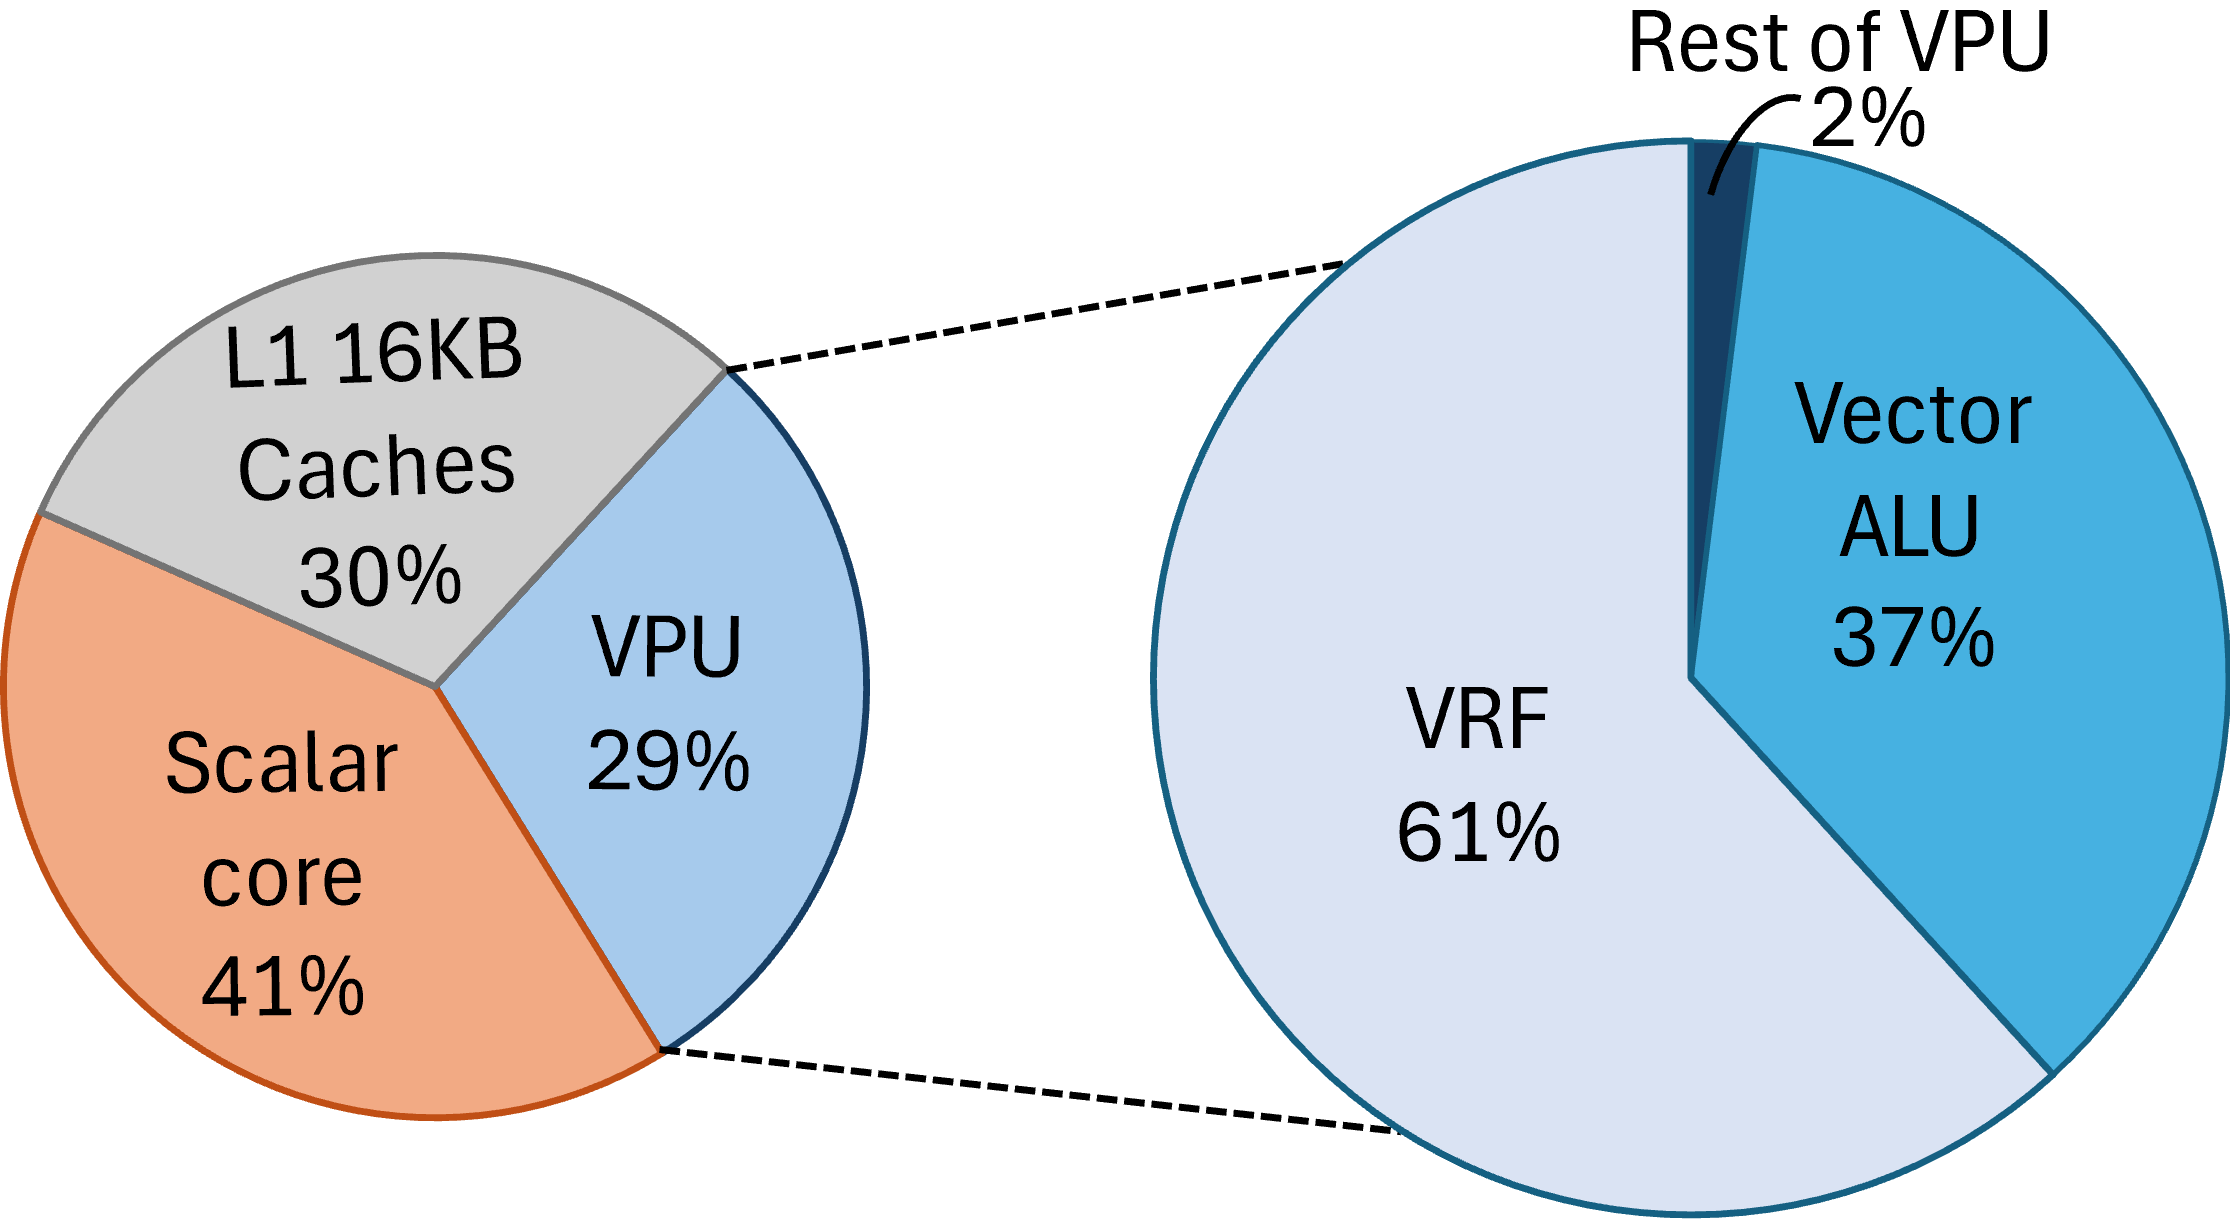 L1 16KB
Caches
30%
VPU
29%
Scalar
core
41%
Rest of VPU
2%
Vector
ALU
37%
VRF
61%